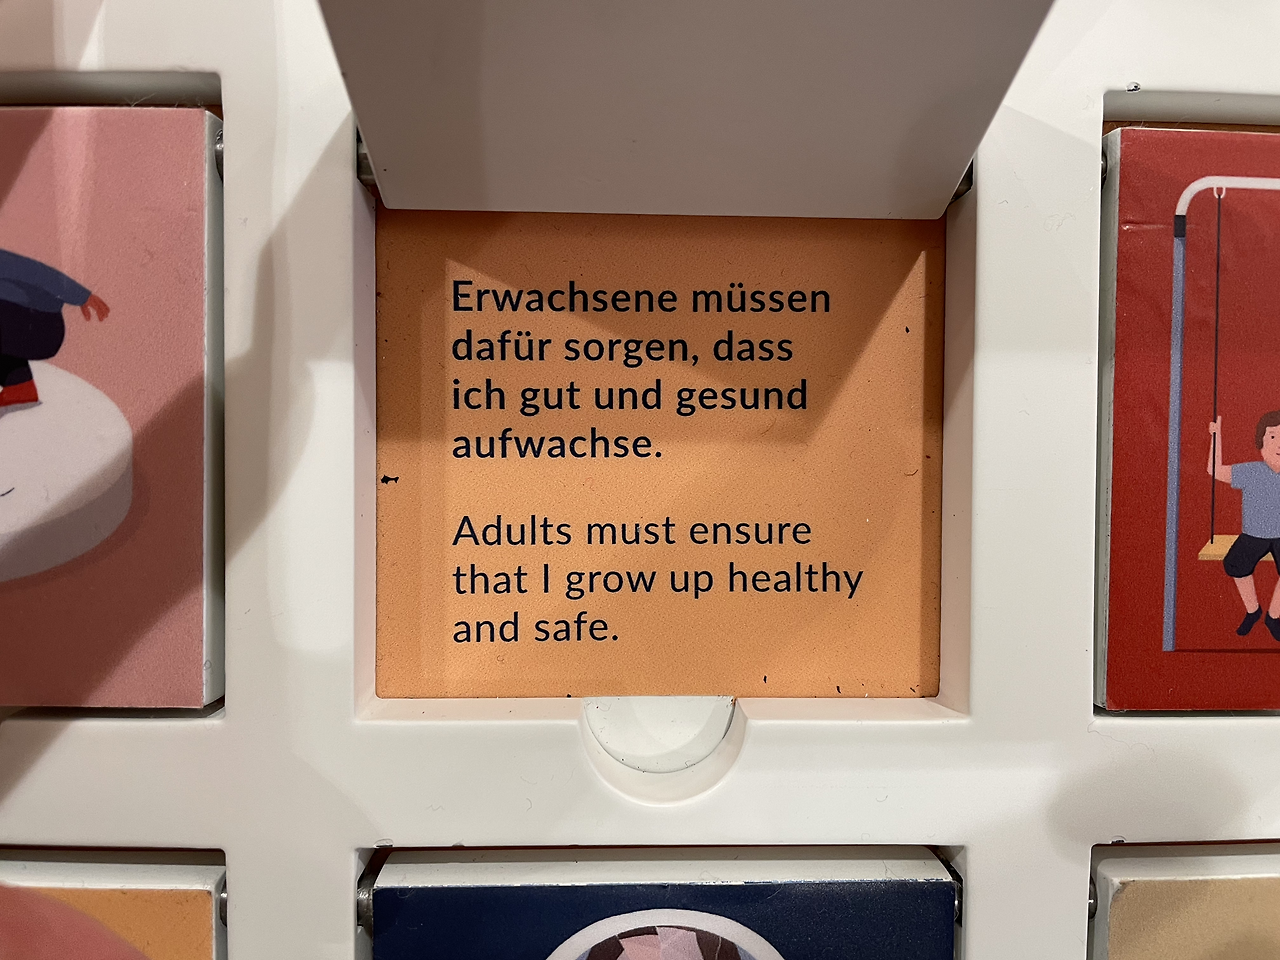 Erwachsene müssen
dafür sorgen, dass
ich gut und gesund
aufwachse.
Adults must ensure
that I grow up healthy
and safe.